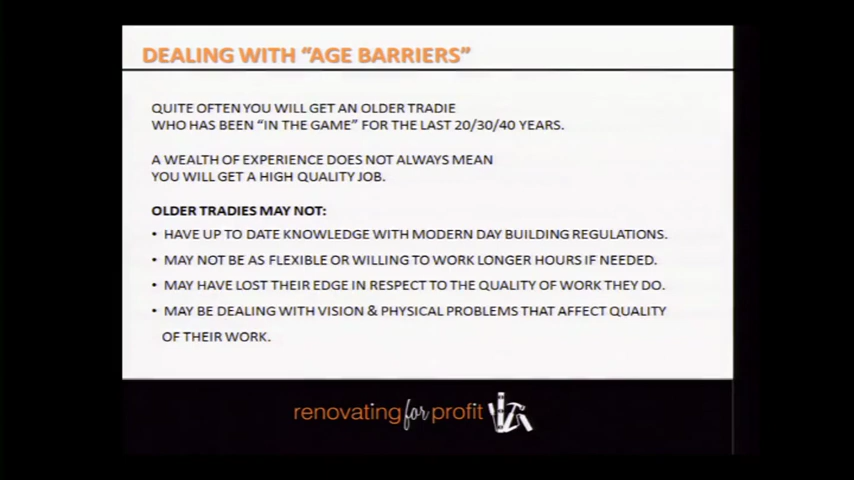 DEALING WITH “AGE BARRIERS”
QUITE OFTEN YOU WILL GET AN OLDER TRADIE
WHO HAS BEEN “IN THE GAME” FOR THE LAST 20/30/40 YEARS.
A WEALTH OF EXPERIENCE DOES NOT ALWAYS MEAN
YOU WILL GET A HIGH QUALITY JOB.
OLDER TRADIES MAY NOT:
• HAVE UP TO DATE KNOWLEDGE WITH MODERN DAY BUILDING REGULATIONS.
• MAY NOT BE AS FLEXIBLE OR WILLING TO WORK LONGER HOURS IF NEEDED.
• MAY HAVE LOST THEIR EDGE IN RESPECT TO THE QUALITY OF WORK THEY DO.
• MAY BE DEALING WITH VISION & PHYSICAL PROBLEMS THAT AFFECT QUALITY
OF THEIR WORK.
renovating for profit